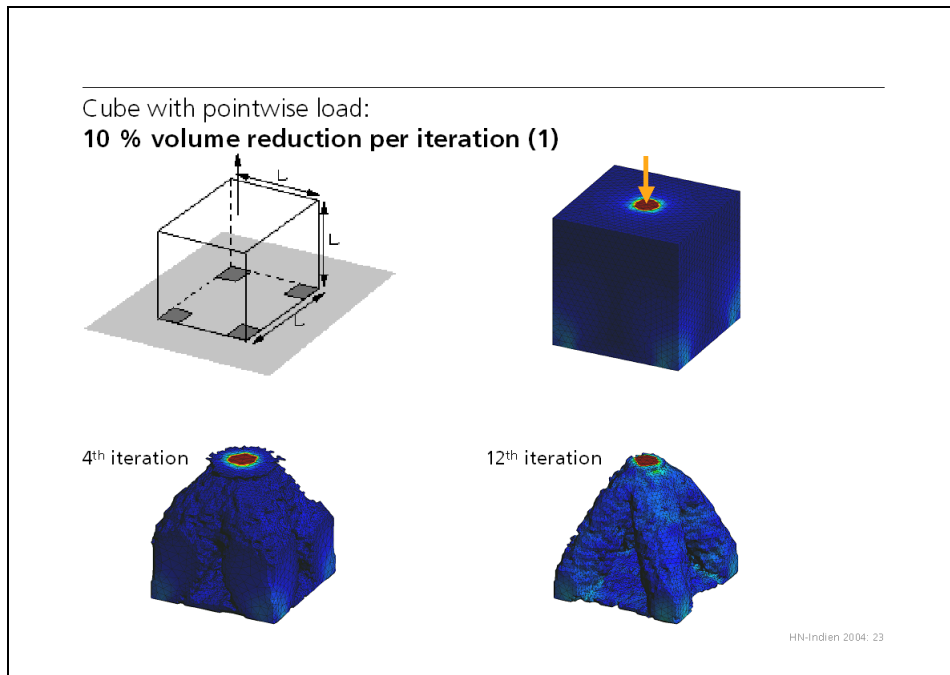 Cube with pointwise load:
10 % volume reduction per iteration (1)
L
L
L
4th iteration
12th iteration
HN-Indien 2004: 23